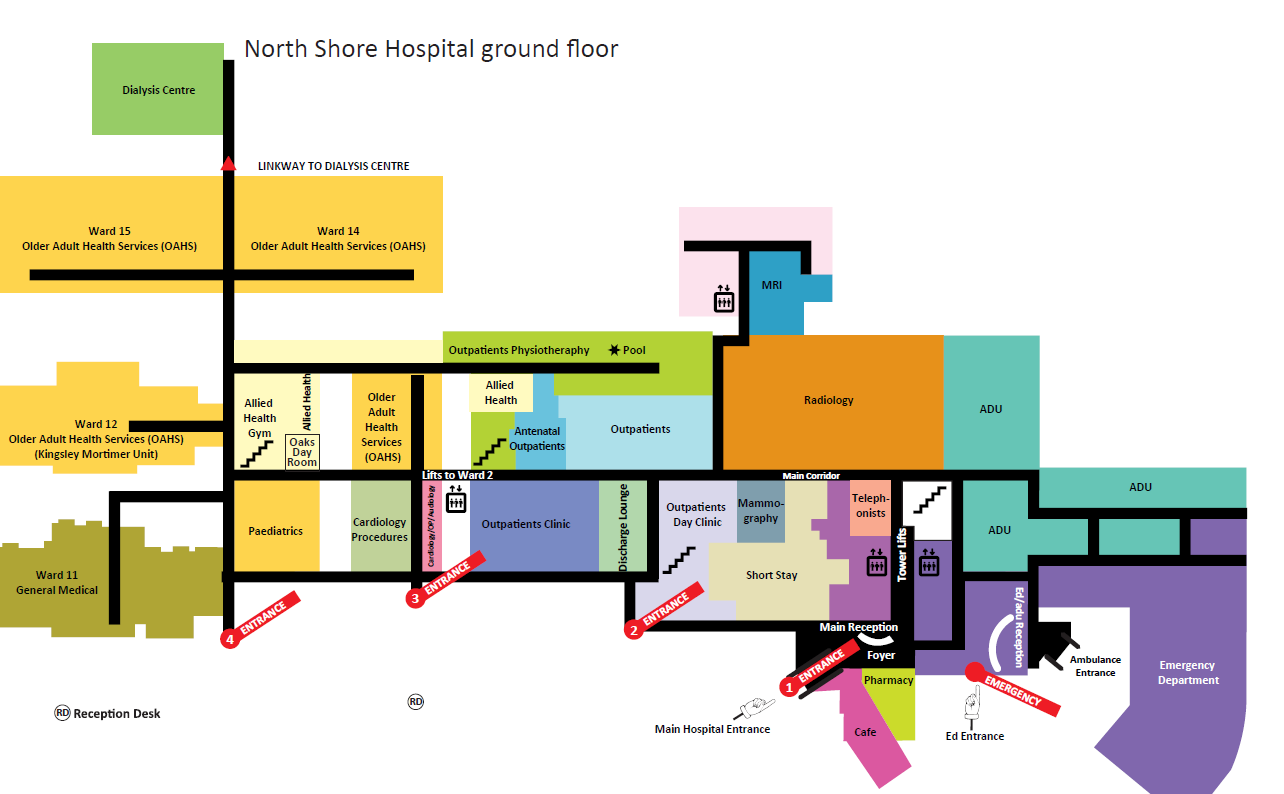 North Shore Hospital ground floor
Dialysis Centre
LINKWAY TO DIALYSIS CENTRE
Ward 15
Older Adult Health Services (OAHS)
Ward 14
Older Adult Health Services (OAHS)
MRI
Outpatients Physiotheraphy
Pool
Radiology
ADU
Allied
Health
Gym
Allied Health
Oaks
Day
Room
Older
Adult
Health
Services
(OAHS)
Allied
Health
Antenatal
Outpatients
Outpatients
Ward 12
Older Adult Health Services (OAHS)
(Kingsley Mortimer Unit)
Lifts to Ward 2
Main Corridor
ADU
Paediatrics
Cardiology
Procedures
Cardiology/OP/Audiology
Outpatients Clinic
Discharge Lounge
Outpatients
Day Clinic
Mammo-
graphy
Teleph-
onists
Short Stay
Tower Lifts
ADU
Ward 11
General Medical
4 ENTRANCE
3 ENTRANCE
2 ENTRANCE
Main Reception
Foyer
1 ENTRANCE
Ed/adu Reception
EMERGENCY
Ambulance
Entrance
Emergency
Department
Pharmacy
Cafe
Main Hospital Entrance
Ed Entrance
RD Reception Desk
RD